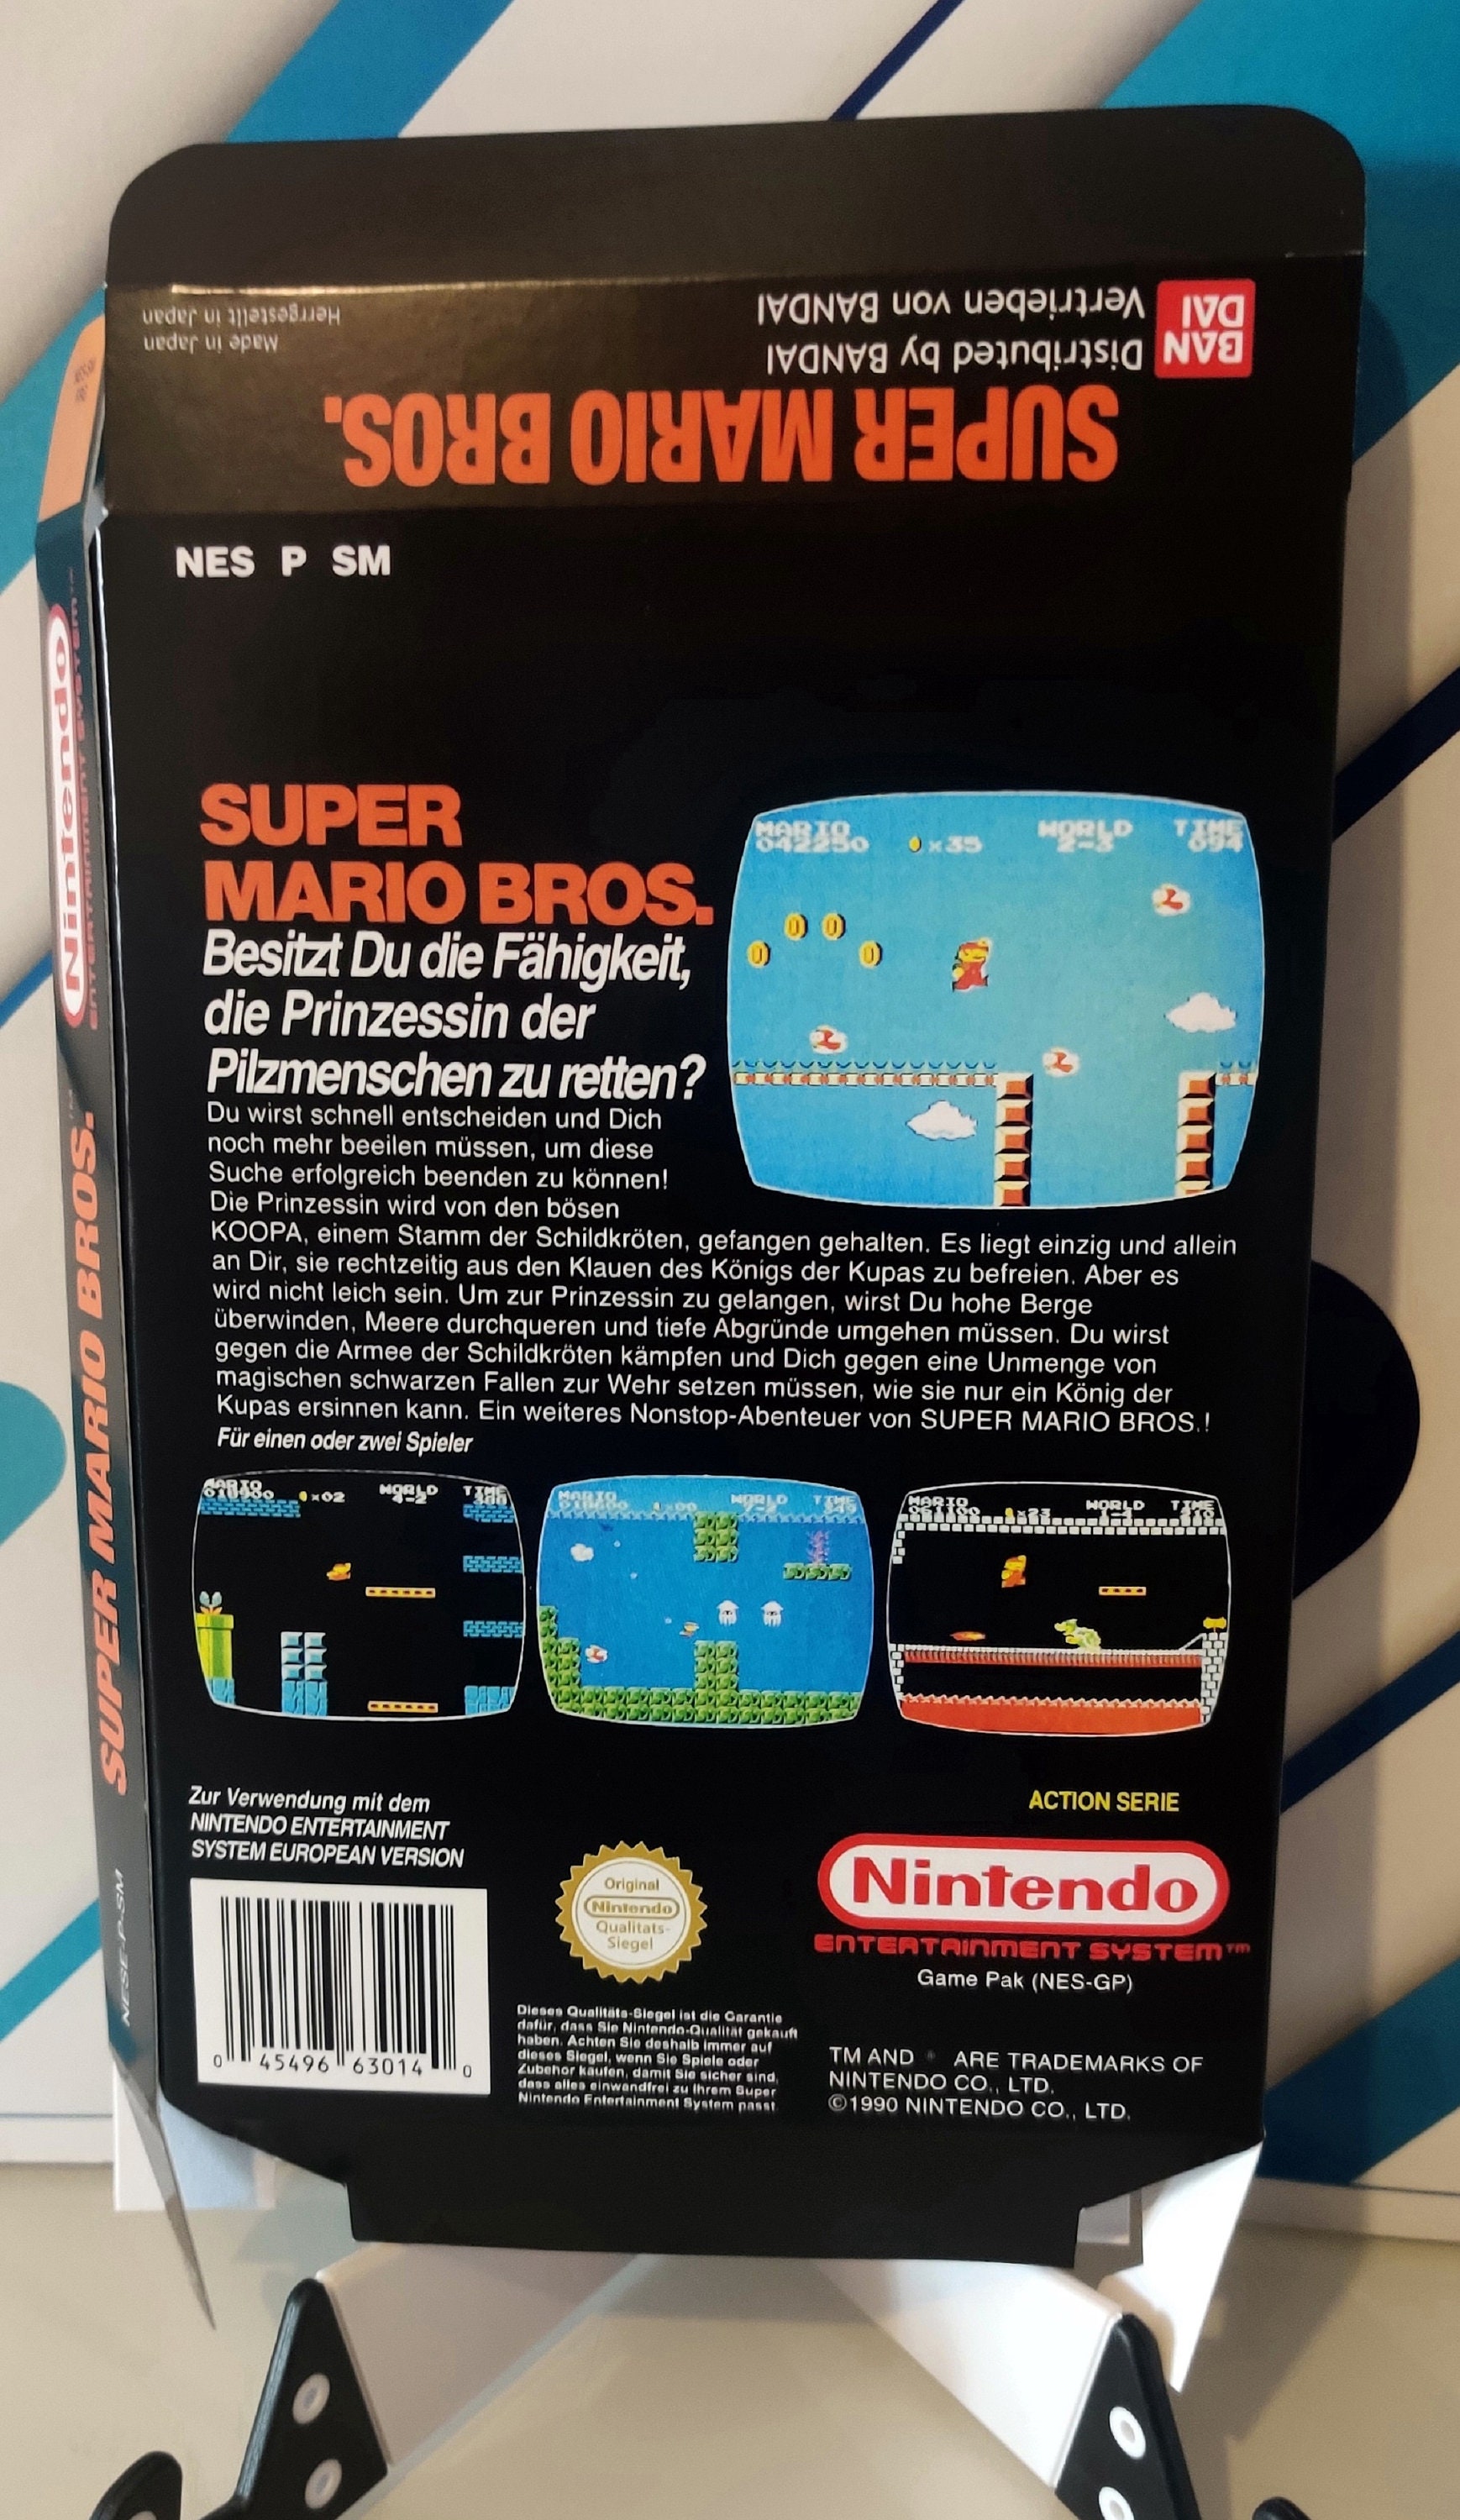 Made in Japan
Herrgestellt in Japan
BAN
DAI
Distributed by BANDAI
Vertrieben von BANDAI
SUPER MARIO BROS.
NES P SM
Nintendo
ENTERTAINMENT SYSTEM™
SUPER MARIO BROS.™
NESE-P-SM
SUPER
MARIO BROS.
Besitzt Du die Fähigkeit,
die Prinzessin der
Pilzmenschen zu retten?
Du wirst schnell entscheiden und Dich
noch mehr beeilen müssen, um diese
Suche erfolgreich beenden zu können!
Die Prinzessin wird von den bösen
KOOPA, einem Stamm der Schildkröten, gefangen gehalten. Es liegt einzig und allein
an Dir, sie rechtzeitig aus den Klauen des Königs der Kupas zu befreien. Aber es
wird nicht leich sein. Um zur Prinzessin zu gelangen, wirst Du hohe Berge
überwinden, Meere durchqueren und tiefe Abgründe umgehen müssen. Du wirst
gegen die Armee der Schildkröten kämpfen und Dich gegen eine Unmenge von
magischen schwarzen Fallen zur Wehr setzen müssen, wie sie nur ein König der
Kupas ersinnen kann. Ein weiteres Nonstop-Abenteuer von SUPER MARIO BROS.!
Für einen oder zwei Spieler
MARIO WORLD TIME
042250 ×35 2-3 094
MARIO WORLD TIME
×02 4-2
MARIO WORLD TIME
MARIO WORLD TIME
×23 1-4
Zur Verwendung mit dem
NINTENDO ENTERTAINMENT
SYSTEM EUROPEAN VERSION
0 45496 63014 0
Original
Nintendo
Qualitäts-
Siegel
Dieses Qualitäts-Siegel ist die Garantie
dafür, dass Sie Nintendo-Qualität gekauft
haben. Achten Sie deshalb immer auf
dieses Siegel, wenn Sie Spiele oder
Zubehör kaufen, damit Sie sicher sind,
dass alles einwandfrei zu Ihrem Super
Nintendo Entertainment System passt.
ACTION SERIE
Nintendo
ENTERTAINMENT SYSTEM™
Game Pak (NES-GP)
TM AND ® ARE TRADEMARKS OF
NINTENDO CO., LTD.
©1990 NINTENDO CO., LTD.